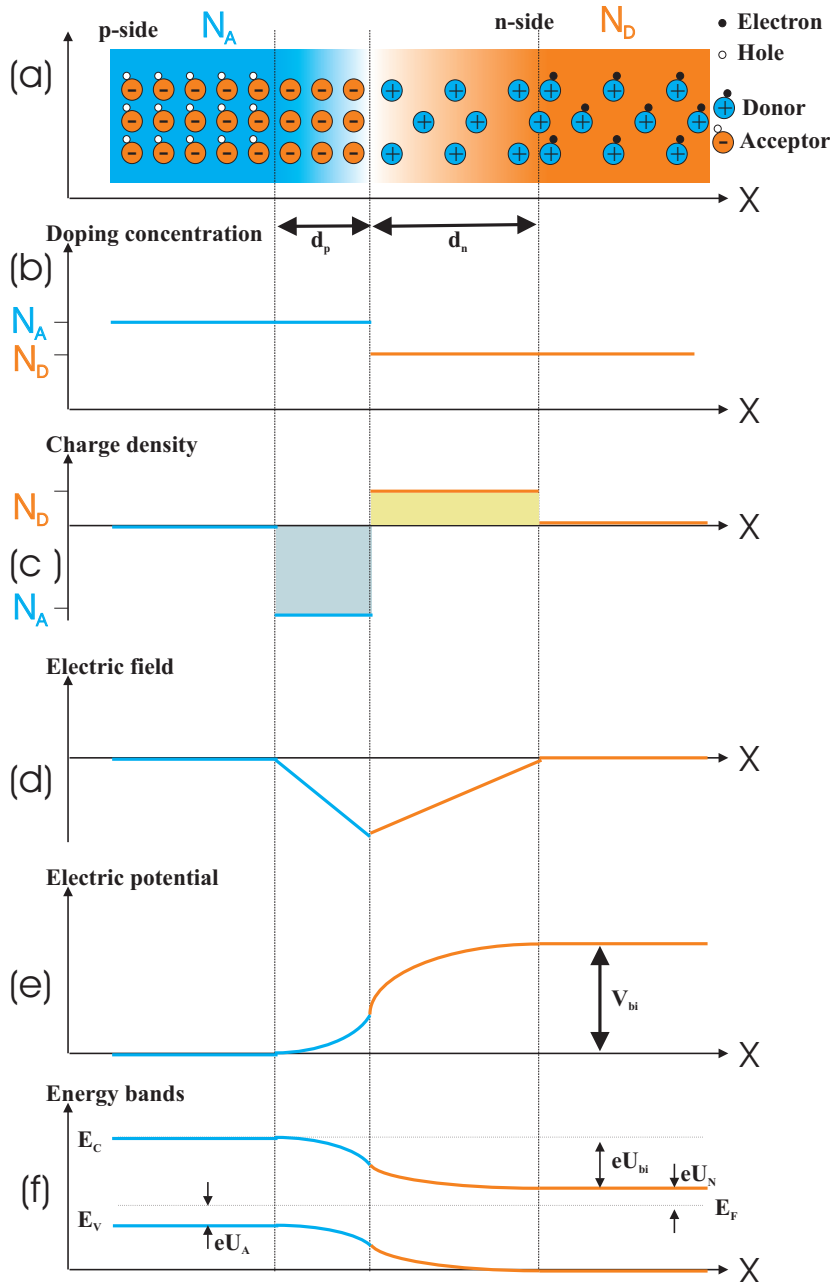 p-side N_A n-side N_D
Electron
Hole
Donor
Acceptor
(a)
X
d_p d_n
Doping concentration
(b)
N_A
N_D
X
Charge density
N_D
X
(c)
N_A
Electric field
X
(d)
Electric potential
(e)
V_bi
X
Energy bands
E_C
eU_bi eU_N
(f)
E_F
E_V
eU_A
X